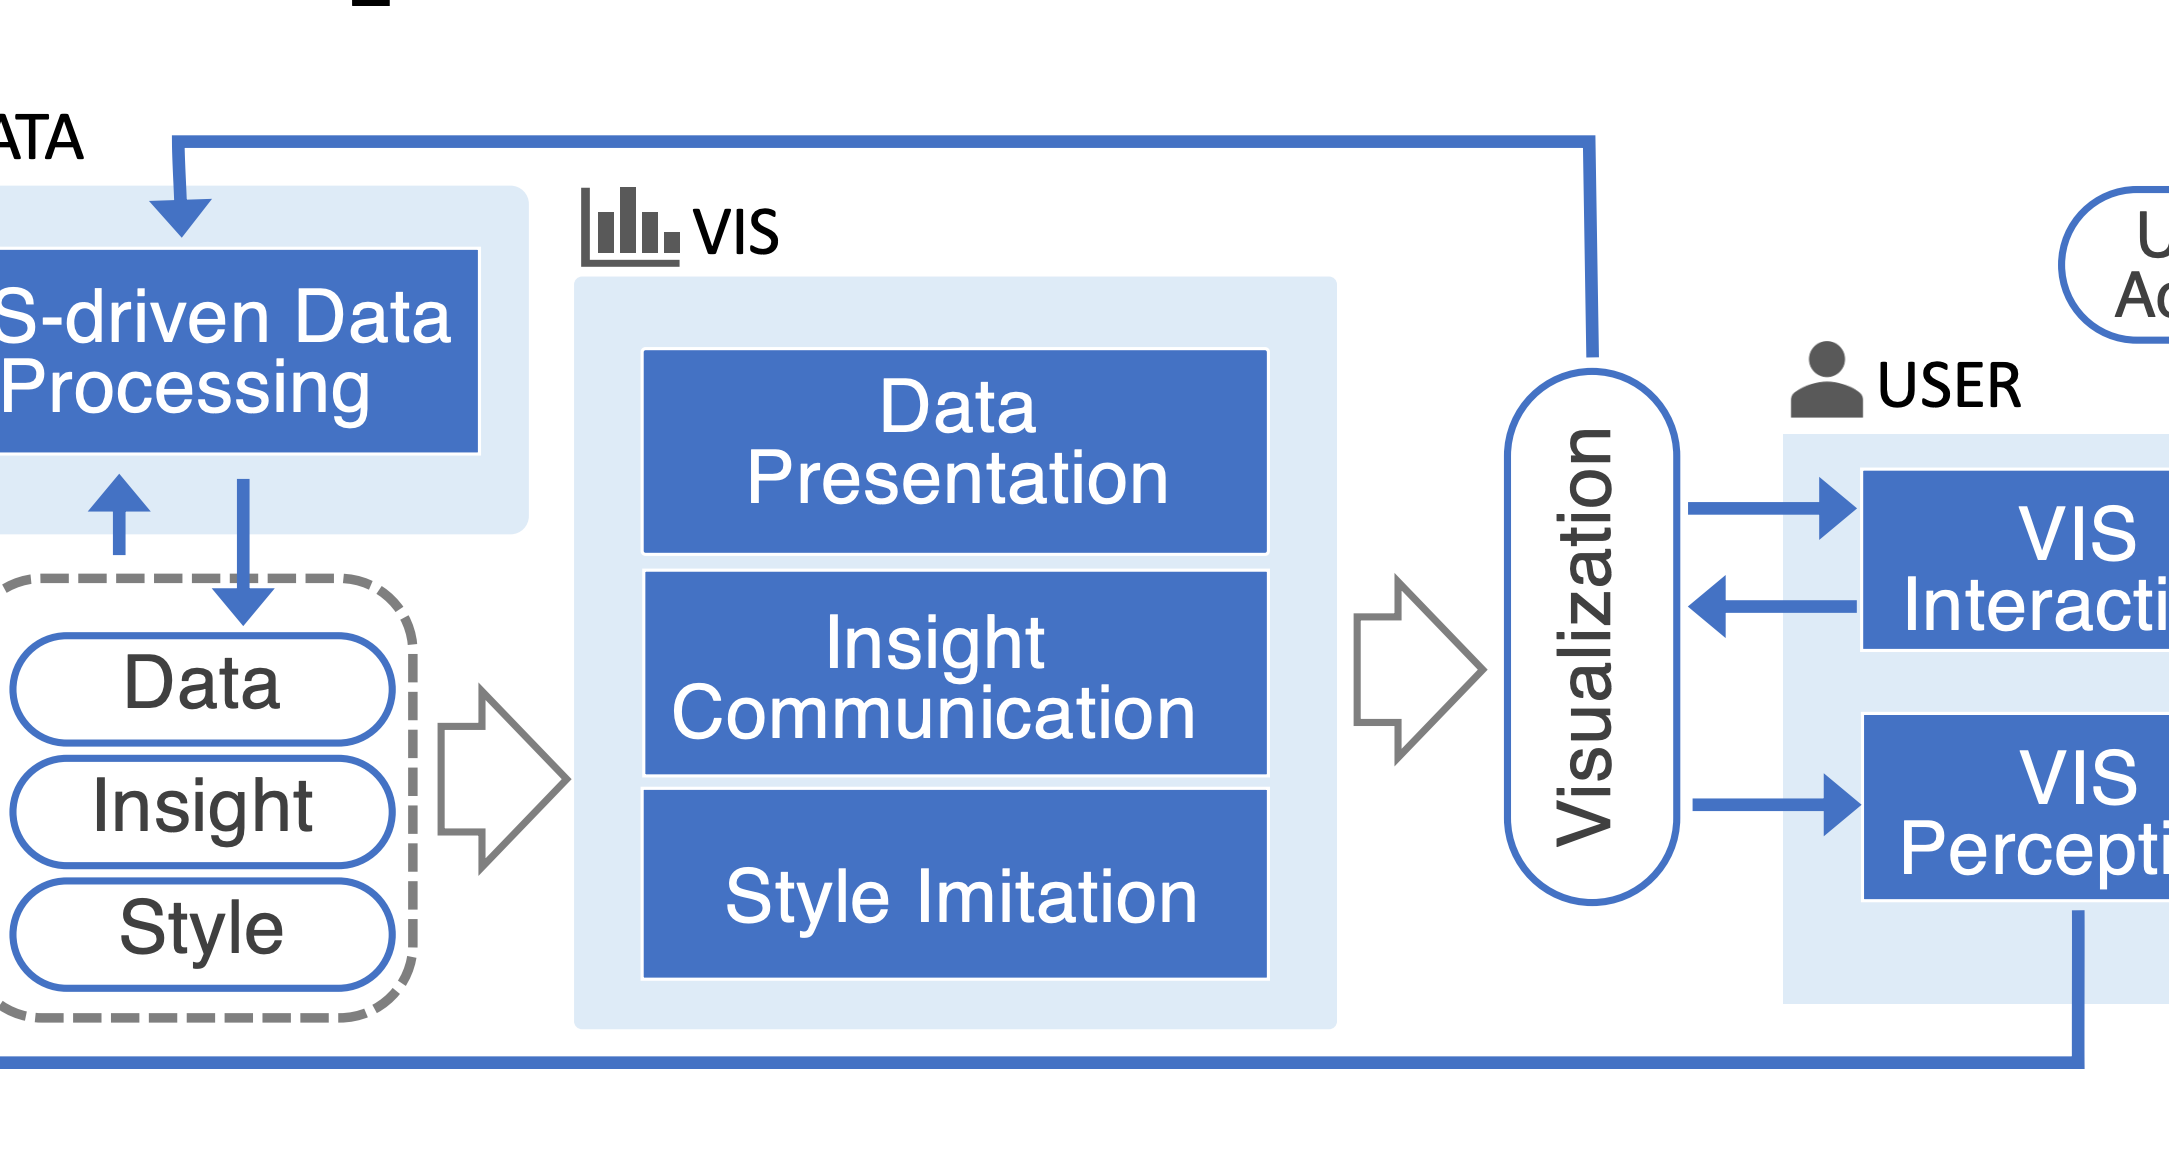 ATA
S-driven Data
Processing
Data
Insight
Style
VIS
Data
Presentation
Insight
Communication
Style Imitation
Visualization
USER
VIS
Interacti
VIS
Percepti